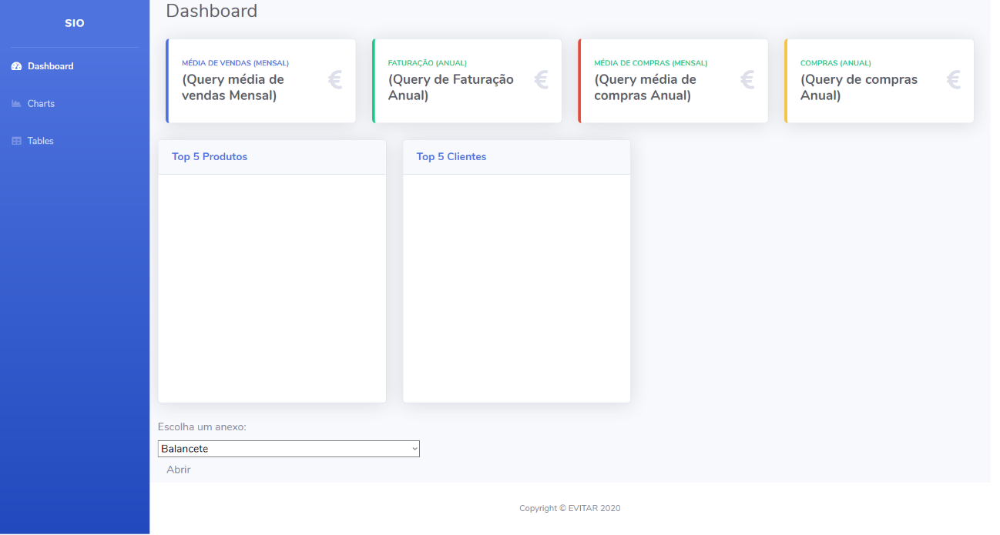 SIO
Dashboard
Charts
Tables
Dashboard
MÉDIA DE VENDAS (MENSAL)
(Query média de
vendas Mensal)
FATURAÇÃO (ANUAL)
(Query de Faturação
Anual)
MÉDIA DE COMPRAS (MENSAL)
(Query média de
compras Anual)
COMPRAS (ANUAL)
(Query de compras
Anual)
Top 5 Produtos
Top 5 Clientes
Escolha um anexo:
Balancete
Abrir
Copyright © EVITAR 2020